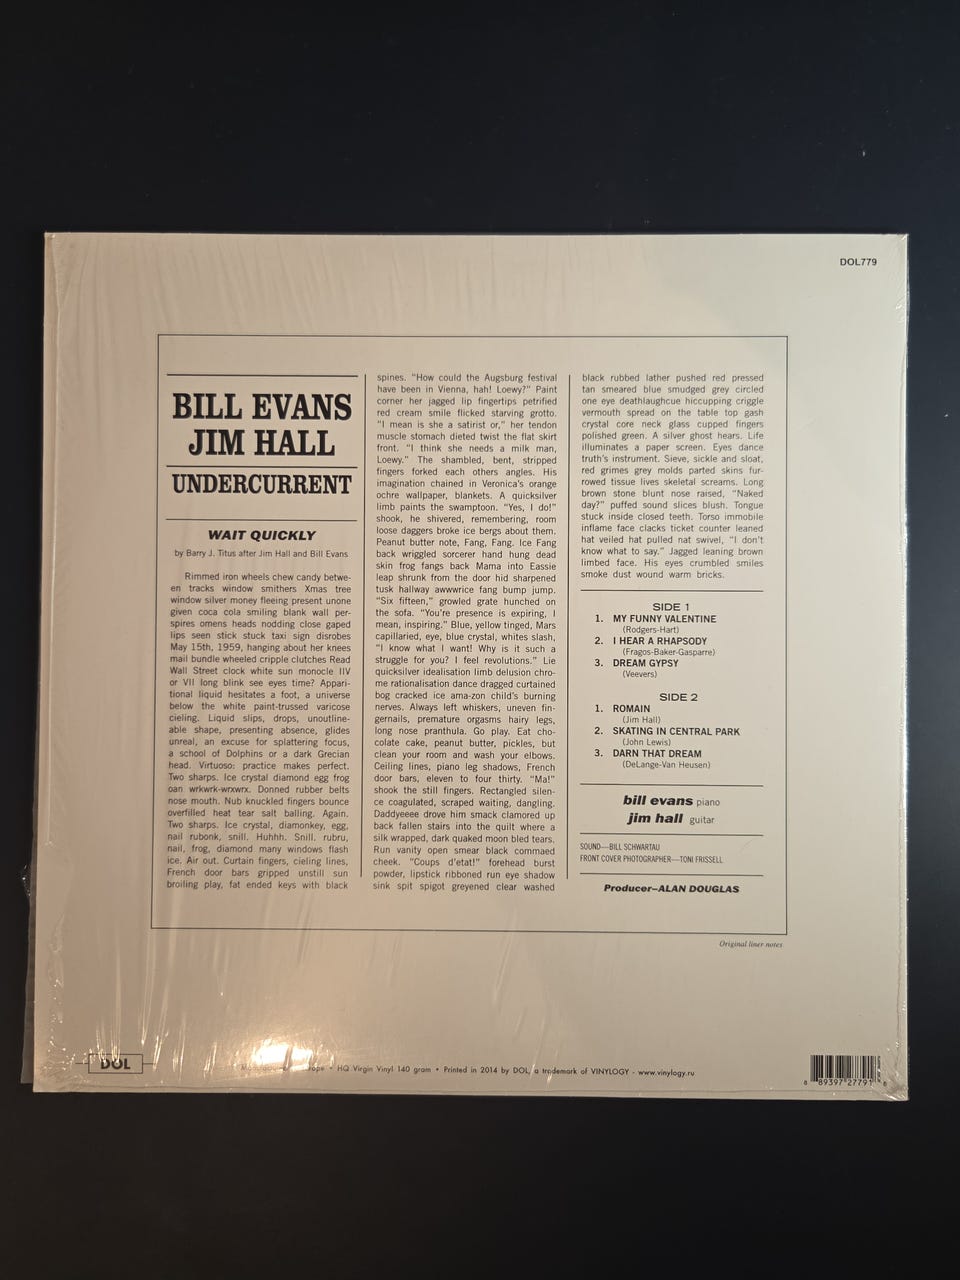 DOL779
BILL EVANS
JIM HALL
UNDERCURRENT
WAIT QUICKLY
by Barry J. Titus after Jim Hall and Bill Evans
Rimmed iron wheels chew candy betwe-
en tracks window smithers Xmas tree
window silver money fleeing present unone
given coca cola smiling blank wall per-
spires omens heads nodding close gaped
lips seen stick stuck taxi sign disrobes
May 15th, 1959, hanging about her knees
mail bundle wheeled cripple clutches Read
Wall Street clock white sun monocle IIV
or VII long blink see eyes time? Appari-
tional liquid hesitates a foot, a universe
below the white paint-trussed varicose
cieling. Liquid slips, drops, unoutline-
able shape, presenting absence, glides
unreal, an excuse for splattering focus,
a school of Dolphins or a dark Grecian
head. Virtuoso: practice makes perfect.
Two sharps. Ice crystal diamond egg frog
oan wrkwrk-wrxwrx. Donned rubber belts
nose mouth. Nub knuckled fingers bounce
overfilled heat tear salt balling. Again.
Two sharps. Ice crystal, diamonkey, egg,
nail rubonk, snill. Huhhh. Snill. rubru,
nail, frog, diamond many windows flash
ice. Air out. Curtain fingers, cieling lines,
French door bars gripped unstill sun
broiling play, fat ended keys with black
spines. "How could the Augsburg festival
have been in Vienna, hah! Loewy?" Paint
corner her jagged lip fingertips petrified
red cream smile flicked starving grotto.
"I mean is she a satirist or," her tendon
muscle stomach dieted twist the flat skirt
front. "I think she needs a milk man,
Loewy." The shambled, bent, stripped
fingers forked each others angles. His
imagination chained in Veronica's orange
ochre wallpaper, blankets. A quicksilver
limb paints the swamptoon. "Yes, I do!"
shook, he shivered, remembering, room
loose daggers broke ice bergs about them.
Peanut butter note, Fang, Fang. Ice Fang
back wriggled sorcerer hand hung dead
skin frog fangs back Mama into Eassie
leap shrunk from the door hid sharpened
tusk hallway awwwrice fang bump jump.
"Six fifteen," growled grate hunched on
the sofa. "You're presence is expiring, I
mean, inspiring." Blue, yellow tinged, Mars
capillaried, eye, blue crystal, whites slash,
"I know what I want! Why is it such a
struggle for you? I feel revolutions." Lie
quicksilver idealisation limb delusion chro-
me rationalisation dance dragged curtained
bog cracked ice ama-zon child's burning
nerves. Always left whiskers, uneven fin-
gernails, premature orgasms hairy legs,
long nose pranthula. Go play. Eat cho-
colate cake, peanut butter, pickles, but
clean your room and wash your elbows.
Ceiling lines, piano leg shadows, French
door bars, eleven to four thirty. "Ma!"
shook the still fingers. Rectangled silen-
ce coagulated, scraped waiting, dangling.
Daddyeeee drove him smack clamored up
back fallen stairs into the quilt where a
silk wrapped, dark quaked moon bled tears.
Run vanity open smear black commaed
cheek. "Coups d'etat!" forehead burst
powder, lipstick ribboned run eye shadow
sink spit spigot greyened clear washed
black rubbed lather pushed red pressed
tan smeared blue smudged grey circled
one eye deathlaughcue hiccupping criggle
vermouth spread on the table top gash
crystal core neck glass cupped fingers
polished green. A silver ghost hears. Life
illuminates a paper screen. Eyes dance
truth's instrument. Sieve, sickle and sloat,
red grimes grey molds parted skins fur-
rowed tissue lives skeletal screams. Long
brown stone blunt nose raised, "Naked
day?" puffed sound slices blush. Tongue
stuck inside closed teeth. Torso immobile
inflame face clacks ticket counter leaned
hat veiled hat pulled nat swivel, "I don't
know what to say." Jagged leaning brown
limbed face. His eyes crumbled smiles
smoke dust wound warm bricks.
SIDE 1
1. MY FUNNY VALENTINE
(Rodgers-Hart)
2. I HEAR A RHAPSODY
(Fragos-Baker-Gasparre)
3. DREAM GYPSY
(Veevers)
SIDE 2
1. ROMAIN
(Jim Hall)
2. SKATING IN CENTRAL PARK
(John Lewis)
3. DARN THAT DREAM
(DeLange-Van Heusen)
bill evans piano
jim hall guitar
SOUND—BILL SCHWARTAU
FRONT COVER PHOTOGRAPHER—TONI FRISSELL
Producer—ALAN DOUGLAS
Original liner notes
DOL
• HQ Virgin Vinyl 140 gram • Printed in 2014 by DOL, a trademark of VINYLOGY - www.vinylogy.ru